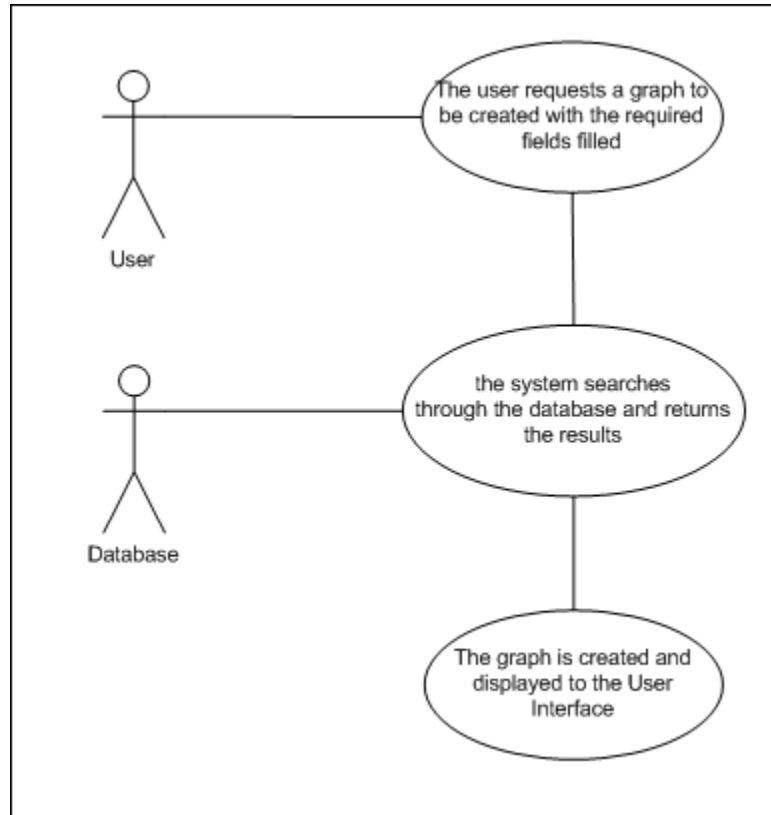 The user requests a graph to
be created with the required
fields filled
User
the system searches
through the database and returns
the results
Database
The graph is created and
displayed to the User
Interface